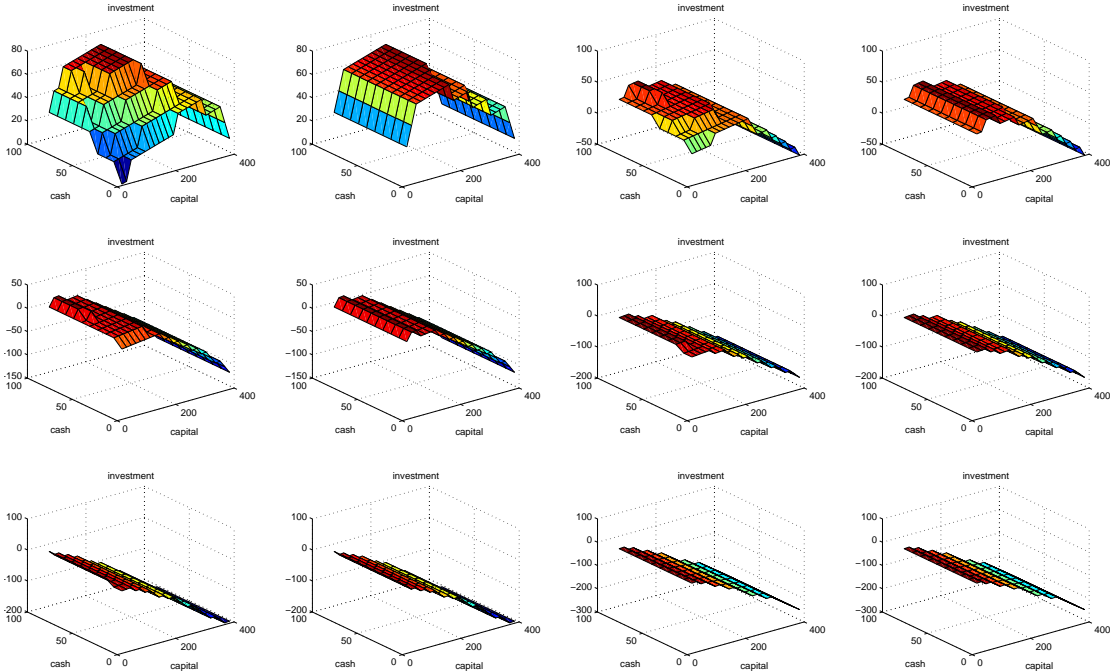 investment investment investment investment
80 80 100 100
60 60 50 50
40 40 0 0
20 20 −50 −50
0 0
100 400 100 400 100 400 100 400
50 200 50 200 50 200 50 200
0 0 0 0 0 0 0 0
cash capital cash capital cash capital cash capital
investment investment investment investment
50 50 100 100
0 0 0 0
−50 −50 −100 −100
−100 −100 −200 −200
−150 −150
100 400 100 400 100 400 100 400
50 200 50 200 50 200 50 200
0 0 0 0 0 0 0 0
cash capital cash capital cash capital cash capital
investment investment investment investment
100 100 100 100
0 0 0 0
−100 −100 −100 −100
−200 −200 −200 −200
−300 −300
100 400 100 400 100 400 100 400
50 200 50 200 50 200 50 200
0 0 0 0 0 0 0 0
cash capital cash capital cash capital cash capital